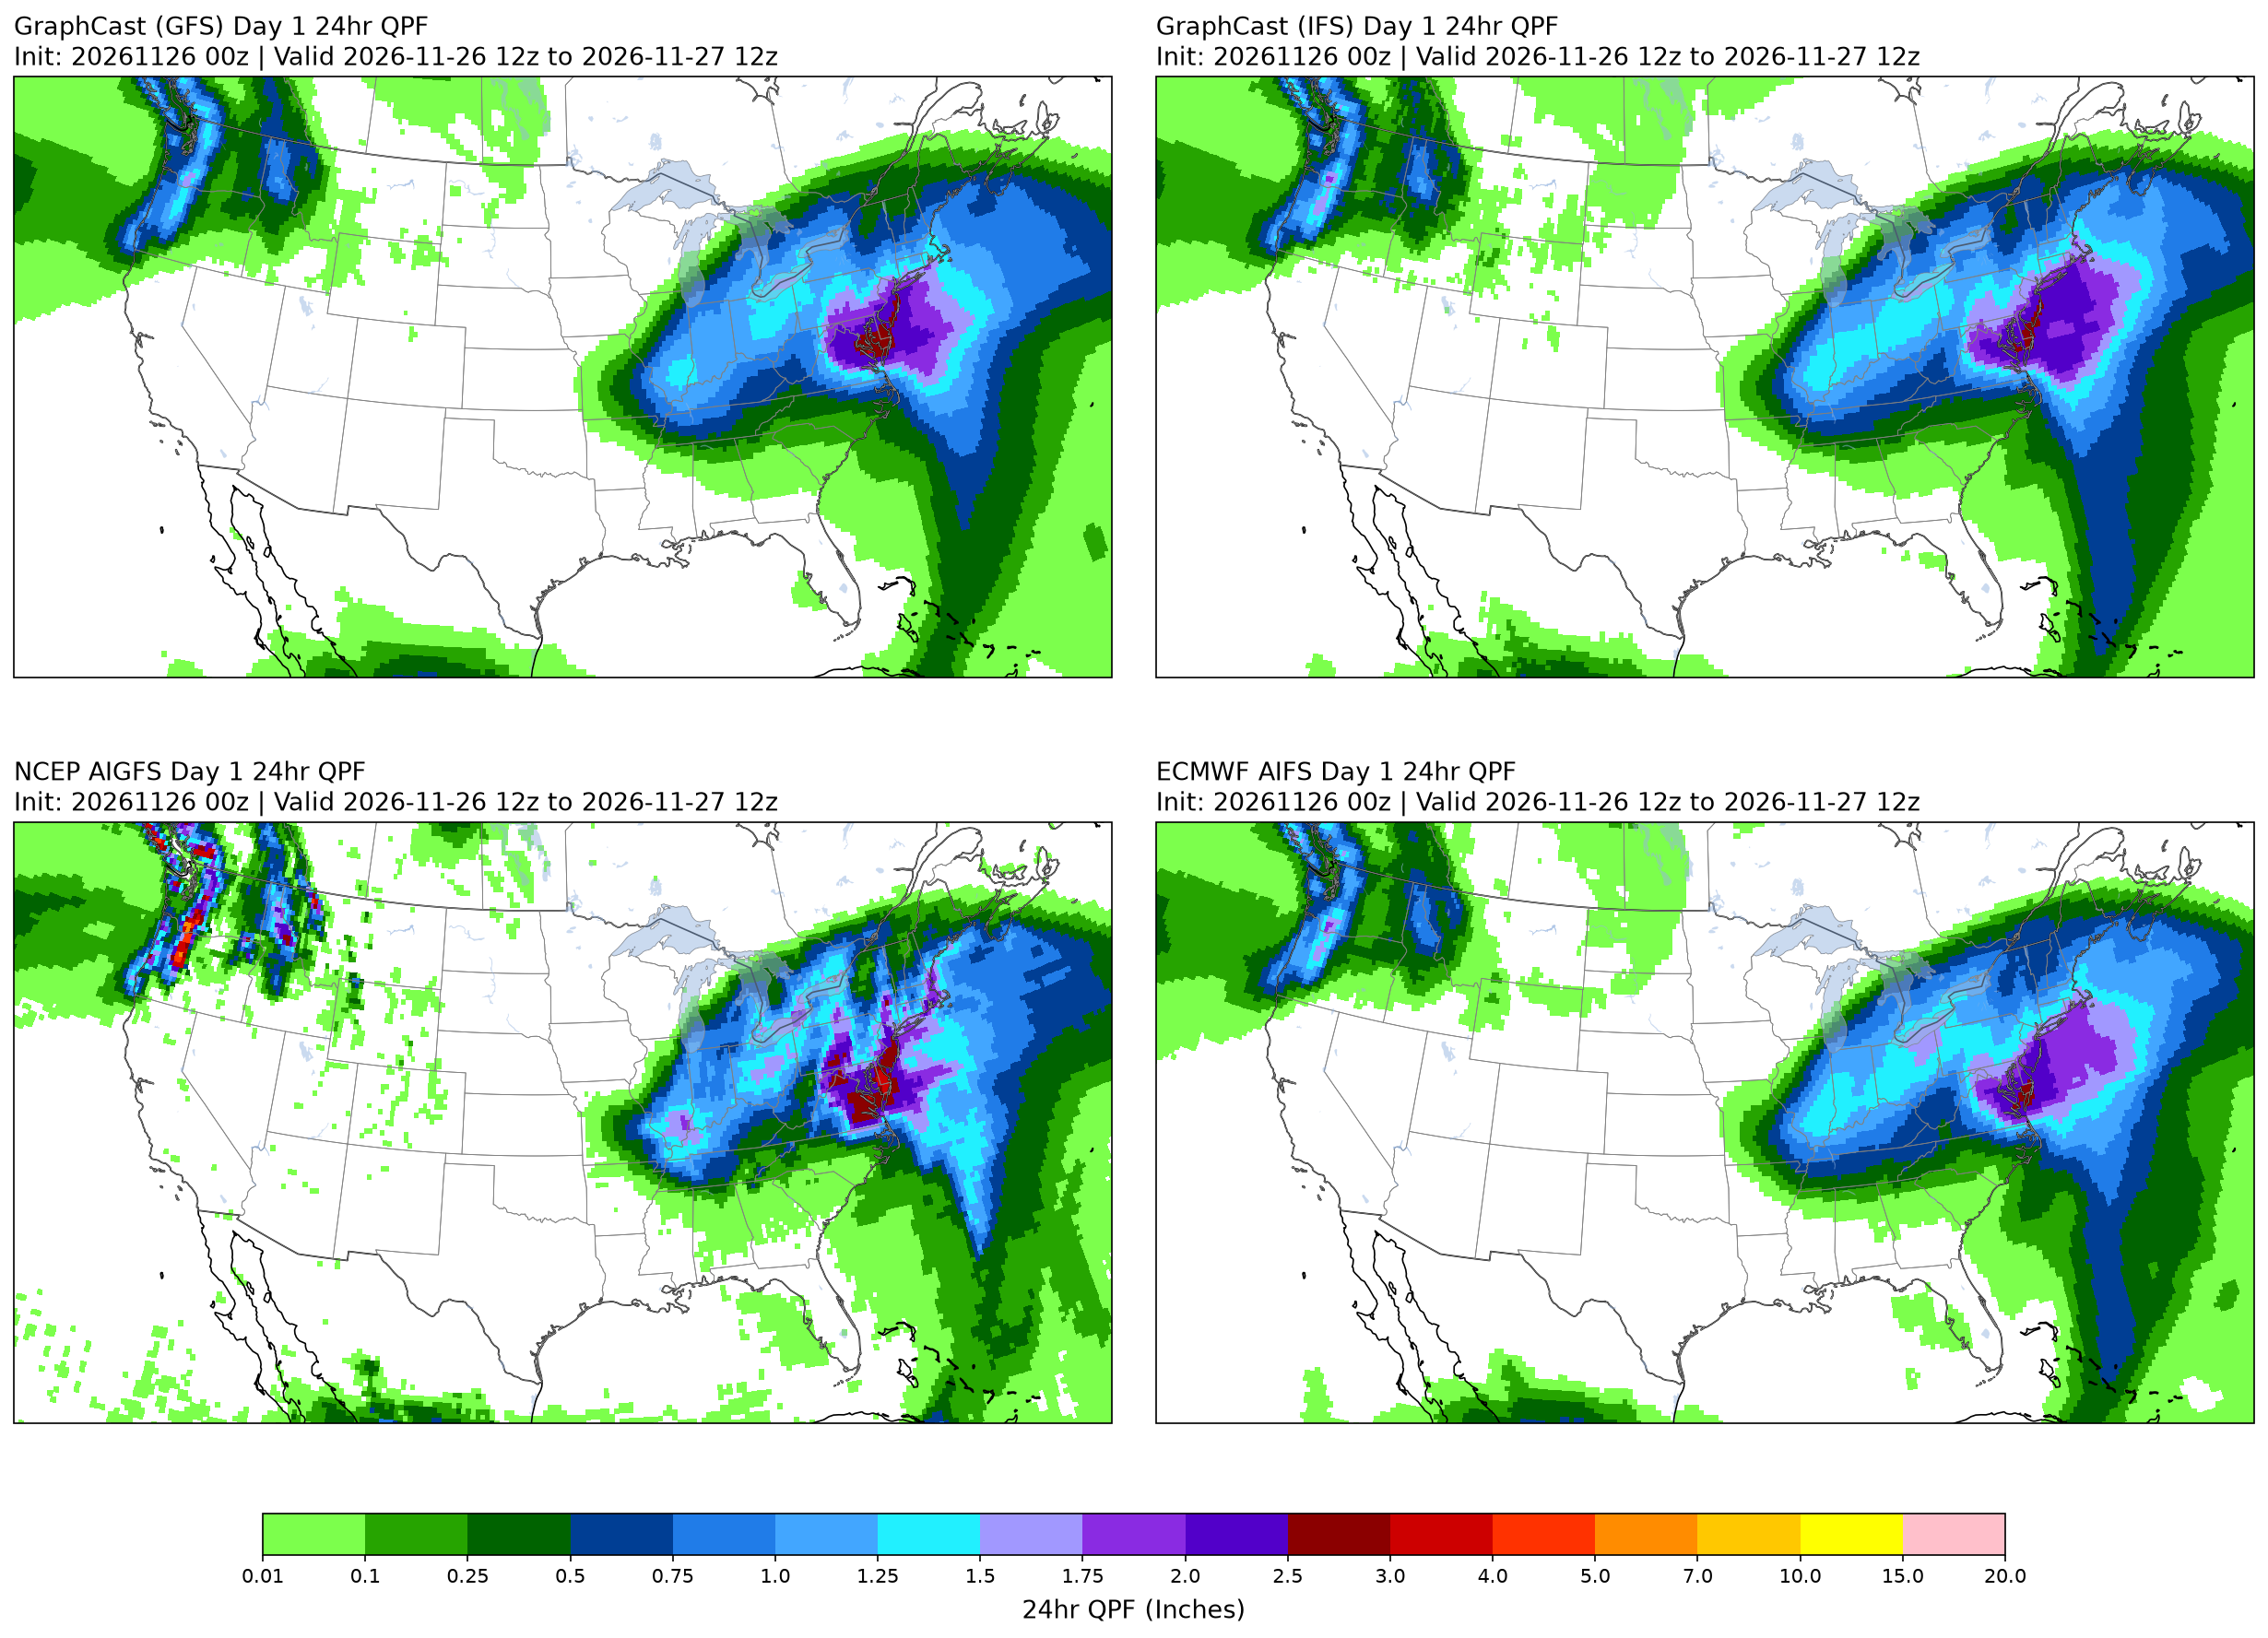 GraphCast (GFS) Day 1 24hr QPF
Init: 20261126 00z | Valid 2026-11-26 12z to 2026-11-27 12z
GraphCast (IFS) Day 1 24hr QPF
Init: 20261126 00z | Valid 2026-11-26 12z to 2026-11-27 12z
NCEP AIGFS Day 1 24hr QPF
Init: 20261126 00z | Valid 2026-11-26 12z to 2026-11-27 12z
ECMWF AIFS Day 1 24hr QPF
Init: 20261126 00z | Valid 2026-11-26 12z to 2026-11-27 12z
0.01 0.1 0.25 0.5 0.75 1.0 1.25 1.5 1.75 2.0 2.5 3.0 4.0 5.0 7.0 10.0 15.0 20.0
24hr QPF (Inches)